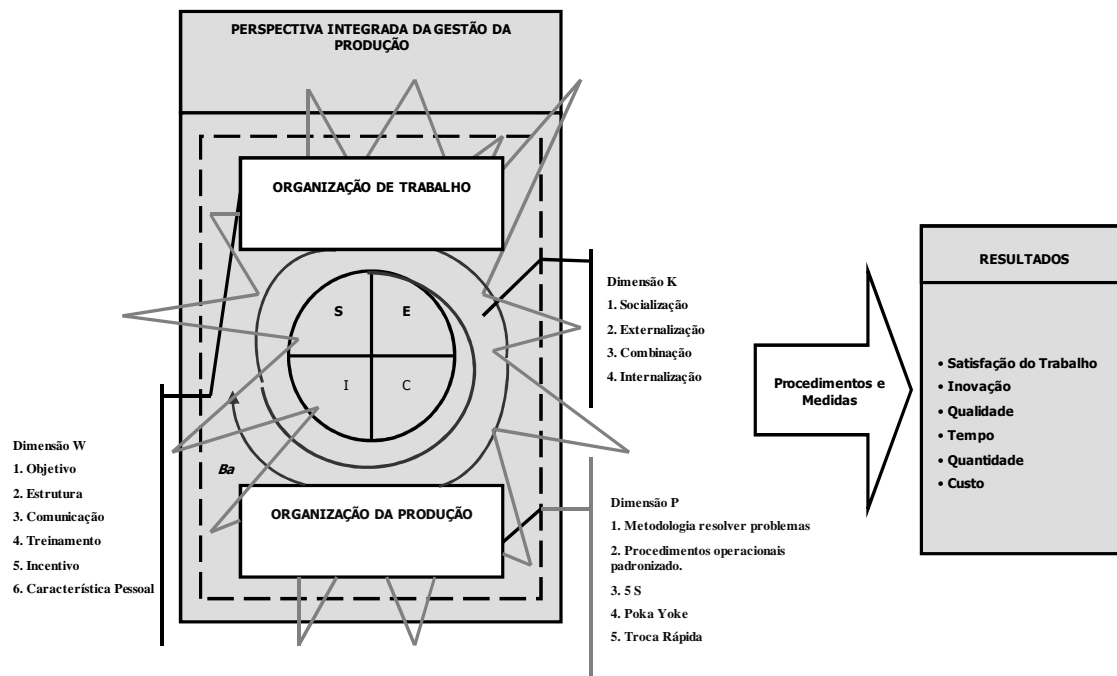 PERSPECTIVA INTEGRADA DA GESTÃO DA
PRODUÇÃO
ORGANIZAÇÃO DE TRABALHO
S
E
I
C
Ba
ORGANIZAÇÃO DA PRODUÇÃO
Dimensão W
1. Objetivo
2. Estrutura
3. Comunicação
4. Treinamento
5. Incentivo
6. Característica Pessoal
Dimensão K
1. Socialização
2. Externalização
3. Combinação
4. Internalização
Dimensão P
1. Metodologia resolver problemas
2. Procedimentos operacionais
padronizado.
3. 5 S
4. Poka Yoke
5. Troca Rápida
Procedimentos e
Medidas
RESULTADOS
• Satisfação do Trabalho
• Inovação
• Qualidade
• Tempo
• Quantidade
• Custo